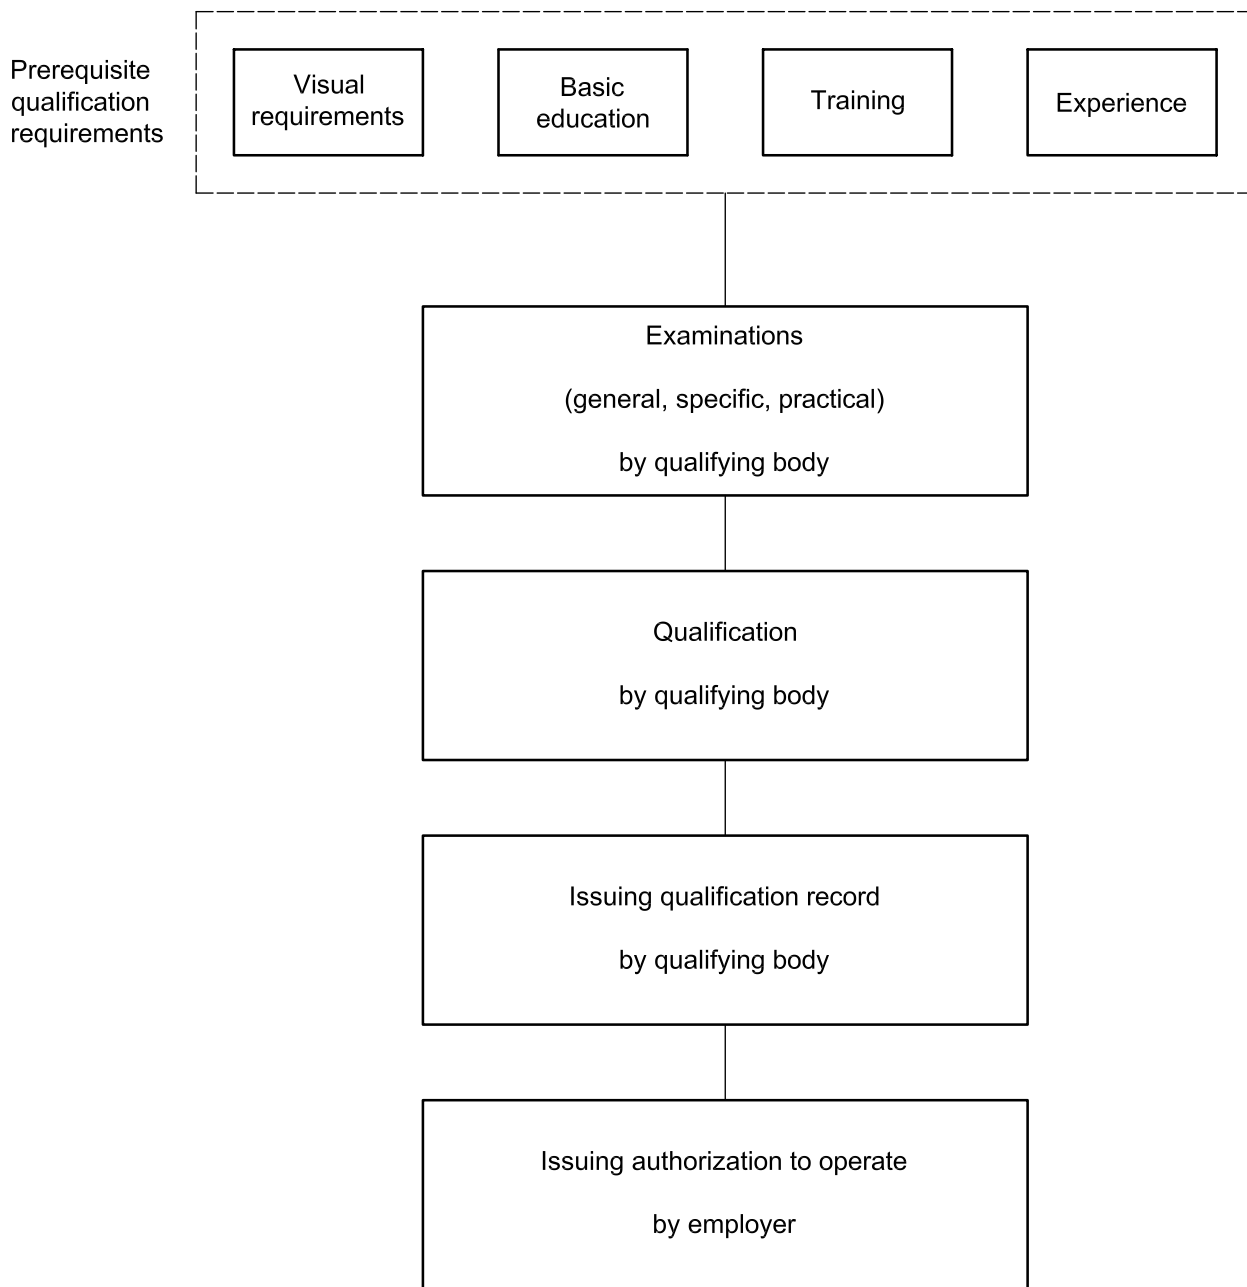 Prerequisite
qualification
requirements
Visual
requirements
Basic
education
Training
Experience
Examinations
(general, specific, practical)
by qualifying body
Qualification
by qualifying body
Issuing qualification record
by qualifying body
Issuing authorization to operate
by employer